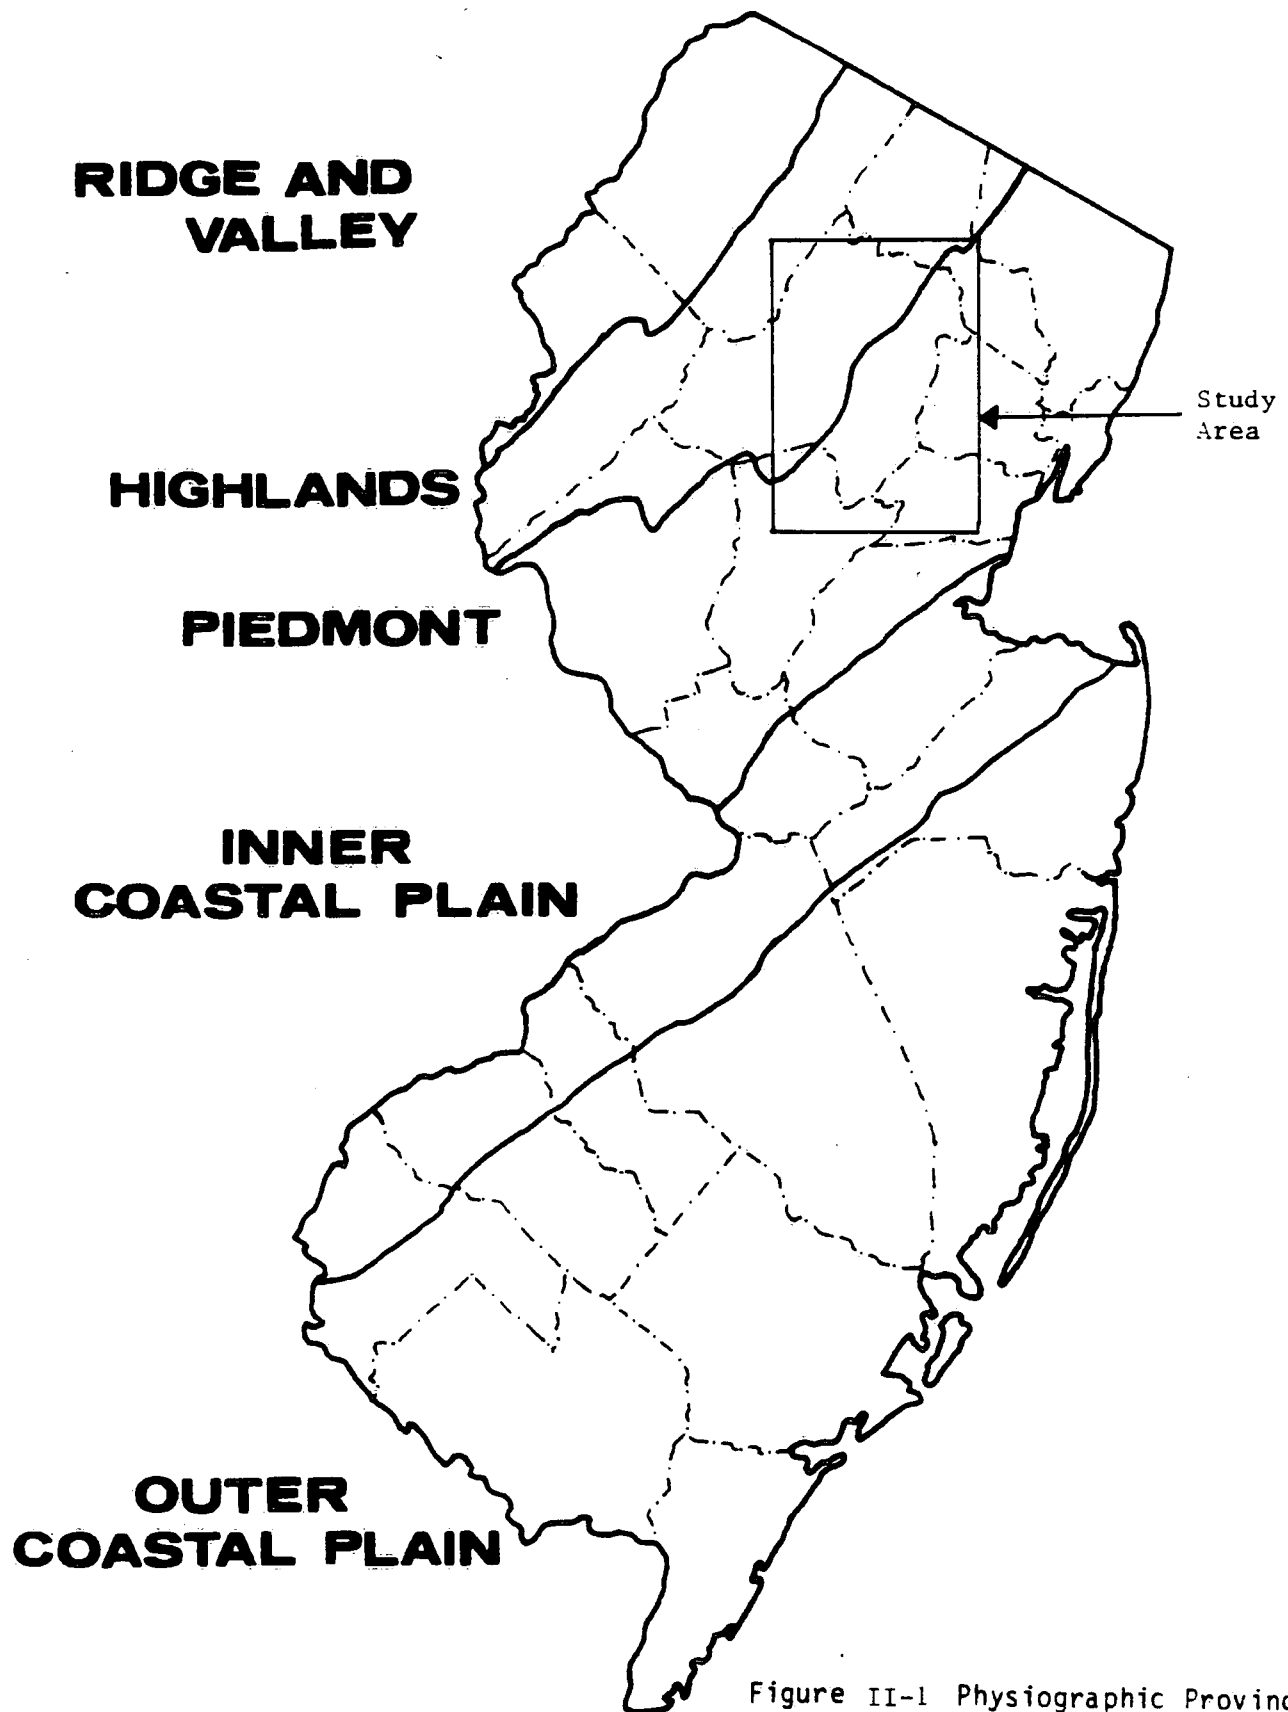 RIDGE AND
VALLEY
Study
Area
HIGHLANDS
PIEDMONT
INNER
COASTAL PLAIN
OUTER
COASTAL PLAIN
Figure II-1 Physiographic Provinc